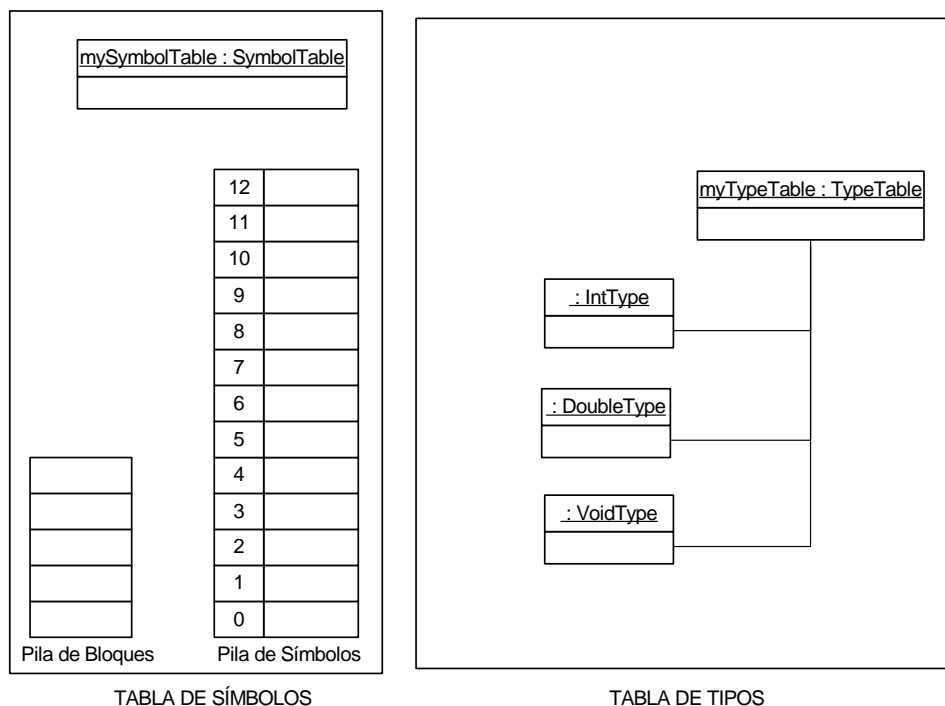 mySymbolTable : SymbolTable
12
11
10
9
8
7
6
5
4
3
2
1
0
Pila de Bloques
Pila de Símbolos
TABLA DE SÍMBOLOS
myTypeTable : TypeTable
: IntType
: DoubleType
: VoidType
TABLA DE TIPOS